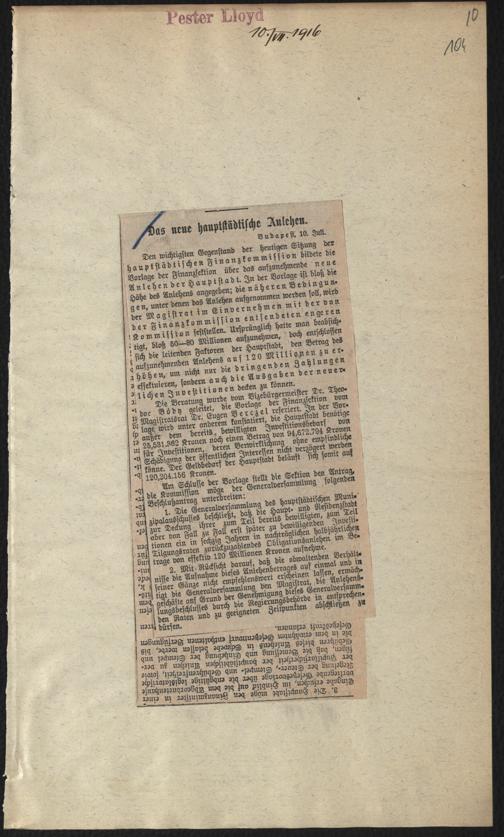 Pester Lloyd
10./VII. 1916
10
104
Das neue hauptstädtische Anlehen.
Budapest, 10. Juli.
Den wichtigsten Gegenstand der heutigen Sitzung der
hauptstädtischen Finanzkommission bildete die
Vorlage der Finanzsektion über das aufzunehmende neue
Anlehen der Hauptstadt. In der Vorlage ist bloß die
Höhe des Anlehens angegeben; die näheren Bedingun-
gen, unter denen das Anlehen aufgenommen werden soll, wird
der Magistrat im Einvernehmen mit der von
der Finanzkommission entsendeten engeren
Kommission feststellen. Ursprünglich hatte man beabsich-
tigt, bloß 50—80 Millionen aufzunehmen, doch entschlossen
sich die leitenden Faktoren der Hauptstadt, den Betrag des
aufzunehmenden Anlehens auf 120 Millionen zu er-
höhen, um nicht nur die dringenden Zahlungen
effektuieren, sondern auch die Ausgaben der neuer-
lichen Investitionen decken zu können.
Die Beratung wurde vom Vizebürgermeister Dr. Theo-
dor Bódy geleitet, die Vorlage der Finanzsektion vom
Magistratsrat Dr. Eugen Berczel referiert. In der Vor-
lage wird unter anderem konstatiert, die Hauptstadt benötige
außer dem bereits bewilligten Investitionsbedarf von
25,531.362 Kronen noch einen Betrag von 94,672.794 Kronen
für Investitionen, deren Verwirklichung ohne empfindliche
Schädigung der öffentlichen Interessen nicht verzögert werden
könne. Der Geldbedarf der Hauptstadt beläuft sich somit auf
120,204.156 Kronen.
Am Schlusse der Vorlage stellt die Sektion den Antrag,
die Kommission möge der Generalversammlung folgenden
Beschlußantrag unterbreiten:
1. Die Generalversammlung des hauptstädtischen Muni-
zipalausschusses beschließt, daß die Haupt- und Residenzstadt
zur Deckung ihrer zum Teil bereits bewilligten, zum Teil
aber von Fall zu Fall erst später zu bewilligenden Investi-
tionen ein in sechzig Jahren in nachträglichen halbjährlichen
Tilgungsraten zurückzuzahlendes Obligationsanlehen im Be-
trage von effektiv 120 Millionen Kronen aufnehme.
2. Mit Rücksicht darauf, daß die obwaltenden Verhält-
nisse die Aufnahme dieses Anlehenbetrages auf einmal und in
seiner Gänze nicht empfehlenswert erscheinen lassen, ermäch-
tigt die Generalversammlung den Magistrat, die Anlehens-
geschäfte auf Grund der Genehmigung dieses Generalversamm-
lungsbeschlusses durch die Regierungsbehörde in entsprechen-
den Raten und zu geeigneten Zeitpunkten abschließen zu
dürfen.
3. Die Hauptstadt möge den Finanzminister in einer